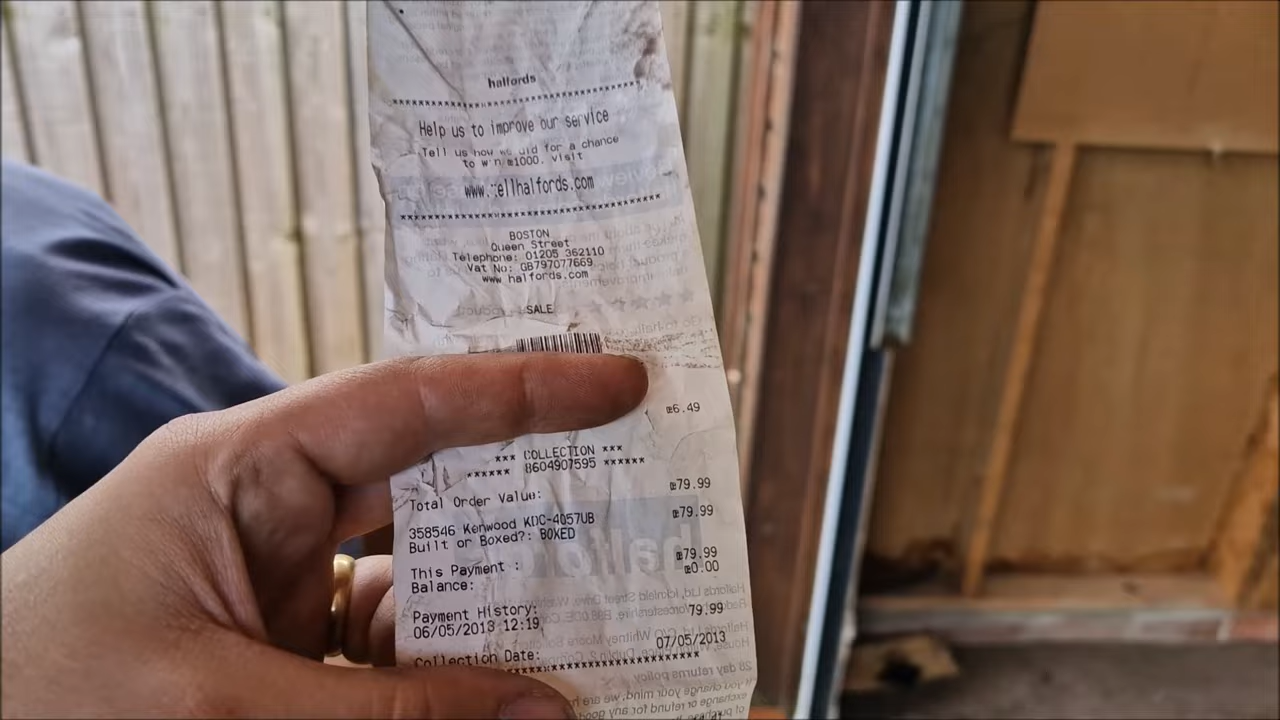 halfords
***********************************
Help us to improve our service
Tell us how we did for a chance
to win £1000. visit
www.tellhalfords.com
***********************************
BOSTON
Queen Street
Telephone: 01205 362110
Vat No: GB797077669
www.halfords.com
SALE
£6.49
*** COLLECTION ***
****** 8604907595 ******
Total Order Value: £79.99
358546 Kenwood KDC-4057UB £79.99
Built or Boxed?: BOXED
This Payment : £79.99
Balance: £0.00
Payment History:
06/05/2013 12:19 79.99
Collection Date: 07/05/2013